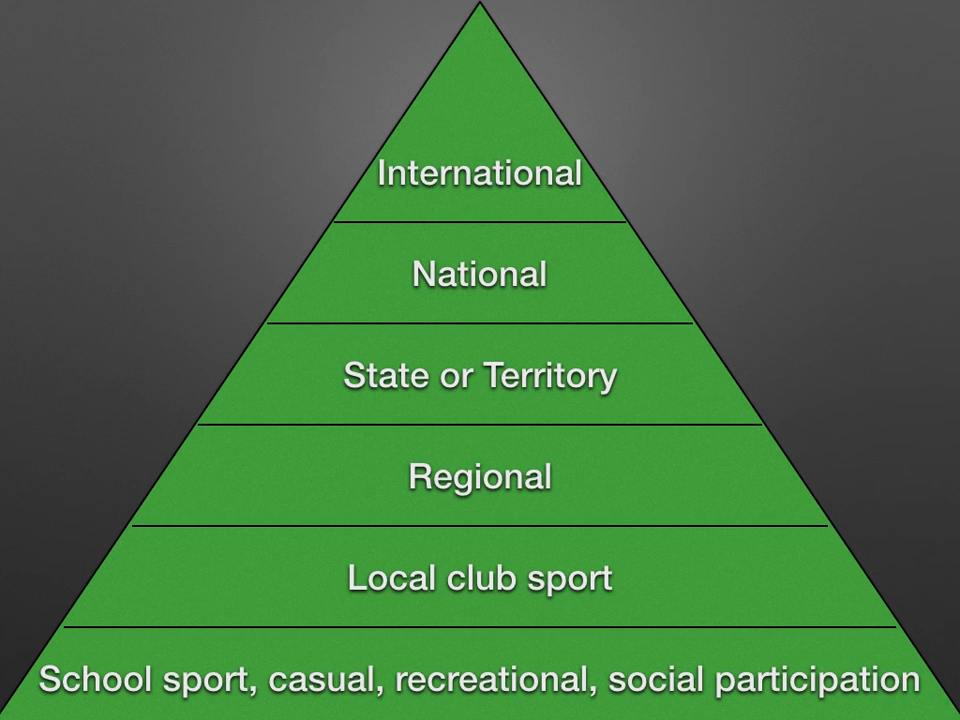 International
National
State or Territory
Regional
Local club sport
School sport, casual, recreational, social participation